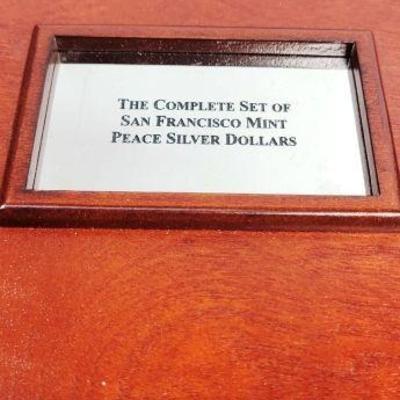 The Complete Set of
San Francisco Mint
Peace Silver Dollars